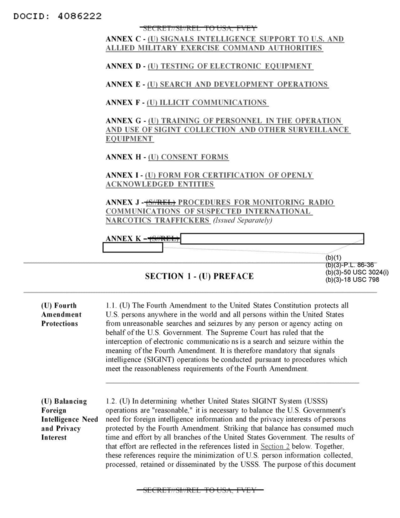 DOCID: 4086222
SECRET//SI//REL TO USA, FVEY
ANNEX C - (U) SIGNALS INTELLIGENCE SUPPORT TO U.S. AND
ALLIED MILITARY EXERCISE COMMAND AUTHORITIES
ANNEX D - (U) TESTING OF ELECTRONIC EQUIPMENT
ANNEX E - (U) SEARCH AND DEVELOPMENT OPERATIONS
ANNEX F - (U) ILLICIT COMMUNICATIONS
ANNEX G - (U) TRAINING OF PERSONNEL IN THE OPERATION
AND USE OF SIGINT COLLECTION AND OTHER SURVEILLANCE
EQUIPMENT
ANNEX H - (U) CONSENT FORMS
ANNEX I - (U) FORM FOR CERTIFICATION OF OPENLY
ACKNOWLEDGED ENTITIES
ANNEX J - (S//REL) PROCEDURES FOR MONITORING RADIO
COMMUNICATIONS OF SUSPECTED INTERNATIONAL
NARCOTICS TRAFFICKERS (Issued Separately)
ANNEX K - (S//REL)
(b)(1)
(b)(3)-P.L. 86-36
(b)(3)-50 USC 3024(i)
(b)(3)-18 USC 798
SECTION 1 - (U) PREFACE
(U) Fourth
Amendment
Protections
1.1. (U) The Fourth Amendment to the United States Constitution protects all
U.S. persons anywhere in the world and all persons within the United States
from unreasonable searches and seizures by any person or agency acting on
behalf of the U.S. Government. The Supreme Court has ruled that the
interception of electronic communications is a search and seizure within the
meaning of the Fourth Amendment. It is therefore mandatory that signals
intelligence (SIGINT) operations be conducted pursuant to procedures which
meet the reasonableness requirements of the Fourth Amendment.
(U) Balancing
Foreign
Intelligence Need
and Privacy
Interest
1.2. (U) In determining whether United States SIGINT System (USSS)
operations are "reasonable," it is necessary to balance the U.S. Government's
need for foreign intelligence information and the privacy interests of persons
protected by the Fourth Amendment. Striking that balance has consumed much
time and effort by all branches of the United States Government. The results of
that effort are reflected in the references listed in Section 2 below. Together,
these references require the minimization of U.S. person information collected,
processed, retained or disseminated by the USSS. The purpose of this document
SECRET//SI//REL TO USA, FVEY